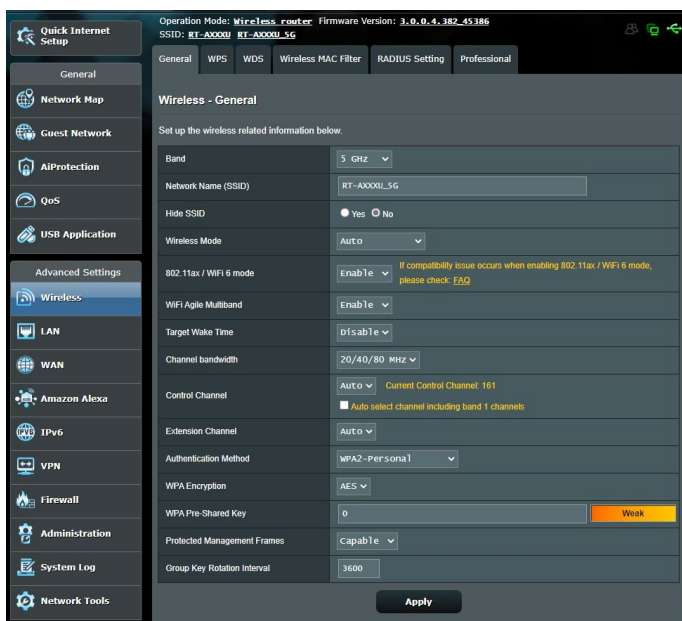 Quick Internet
Setup
Operation Mode: Wireless router Firmware Version: 3.0.0.4.382_45386
SSID: RT-AXXXU RT-AXXXU_5G
General
Network Map
Guest Network
AiProtection
QoS
USB Application
Advanced Settings
Wireless
LAN
WAN
Amazon Alexa
IPv6
VPN
Firewall
Administration
System Log
Network Tools
General WPS WDS Wireless MAC Filter RADIUS Setting Professional
Wireless - General
Set up the wireless related information below.
Band 5 GHz
Network Name (SSID) RT-AXXXU_5G
Hide SSID Yes No
Wireless Mode Auto
802.11ax / WiFi 6 mode Enable If compatibility issue occurs when enabling 802.11ax / WiFi 6 mode,
please check: FAQ
WiFi Agile Multiband Enable
Target Wake Time Disable
Channel bandwidth 20/40/80 MHz
Control Channel Auto Current Control Channel: 161
Auto select channel including band 1 channels
Extension Channel Auto
Authentication Method WPA2-Personal
WPA Encryption AES
WPA Pre-Shared Key 0 Weak
Protected Management Frames Capable
Group Key Rotation Interval 3600
Apply